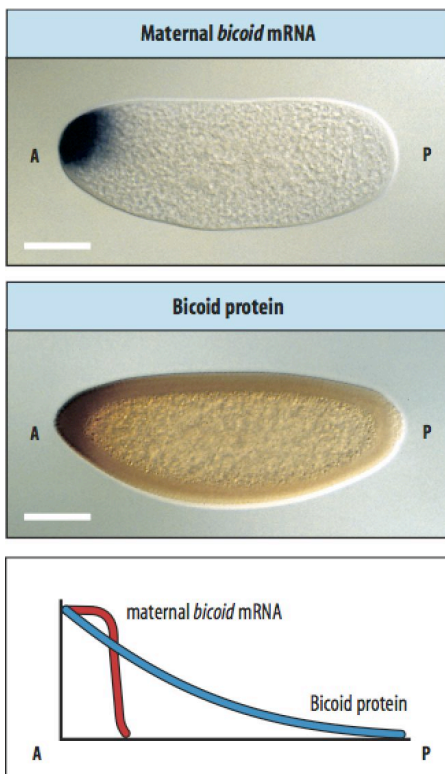 Maternal bicoid mRNA
A P
Bicoid protein
A P
maternal bicoid mRNA
Bicoid protein
A P